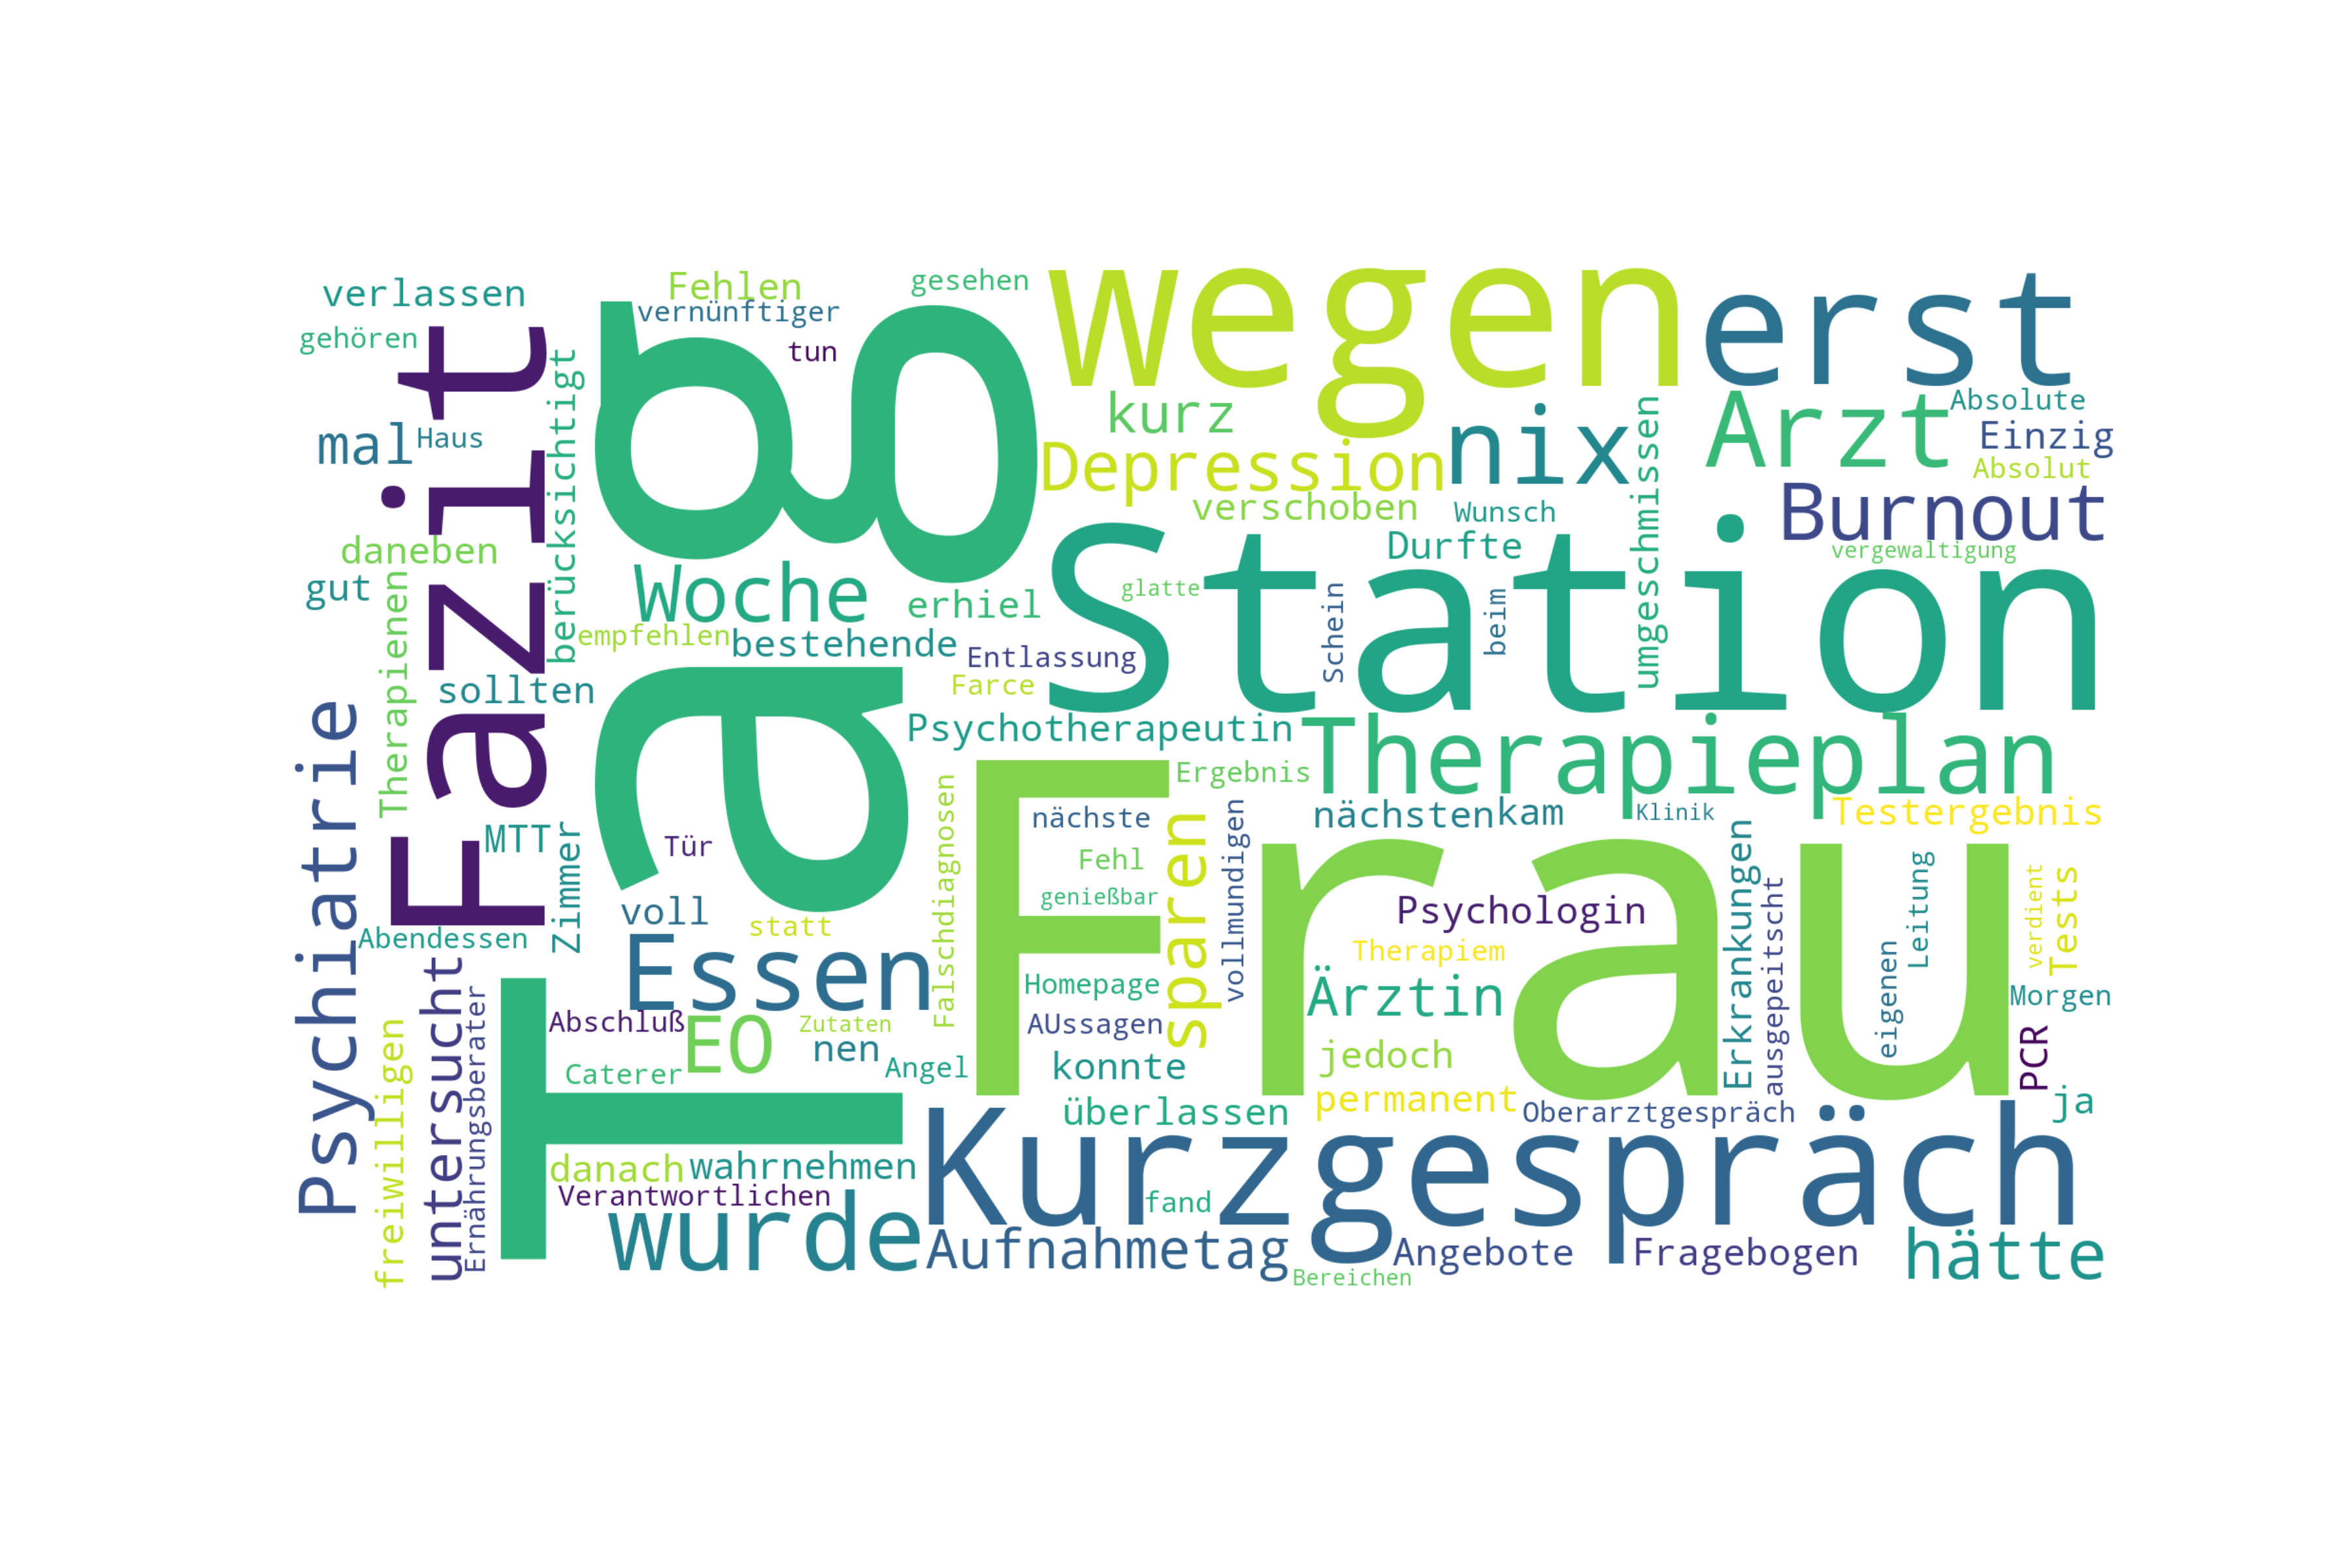 wegen
erst
verlassen
Fehlen
gesehen
vernünftiger
gehören
tun
kurz
Arzt
Absolute
mal
Haus
nix
Einzig
Depression
Absolut
Fazit
Tag
berücksichtigt
umgeschmissen
verschoben
Wunsch
Burnout
daneben
Durfte
vergewaltigung
gut
Woche
erhiel
glatte
Station
Schein
beim
Therapienen
empfehlen
bestehende
Entlassung
sollten
Farce
Psychotherapeutin
Therapieplan
Psychiatrie
Ergebnis
nächste
nächsten
kam
Klinik
Testergebnis
MTT
Zimmer
Tür
Falschdiagnosen
Fehl
sparen
vollmundigen
genießbar
Frau
Erkrankungen
ausgepeitscht
Leitung
verdient
Tests
voll
statt
Psychologin
Abendessen
Essen
Therapiem
Homepage
Ärztin
eigenen
Morgen
untersucht
Ernährungsberater
freiwilligen
Abschluß
EO
Zutaten
nen
AUssagen
PCR
Caterer
Angel
konnte
jedoch
permanent
überlassen
Oberarztgespräch
ja
danach
wahrnehmen
Kurzgespräch
Verantwortlichen
fand
wurde
Aufnahmetag
Angebote
Fragebogen
hätte
Bereichen